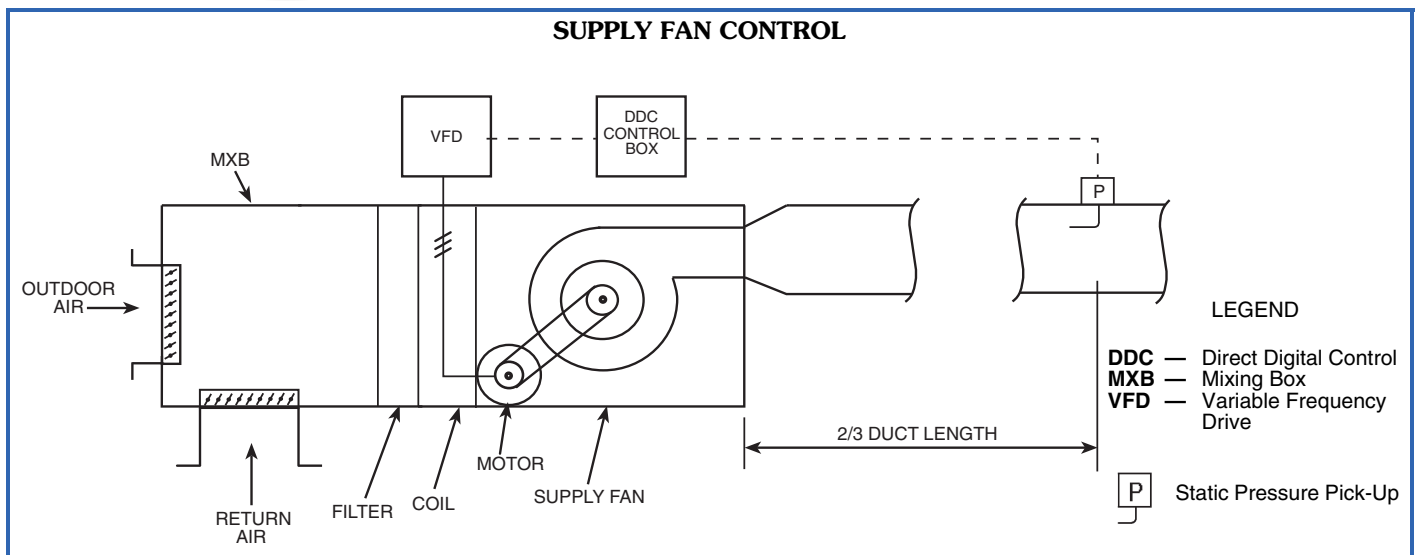 SUPPLY FAN CONTROL
VFD
DDC
CONTROL
BOX
MXB
P
OUTDOOR
AIR
LEGEND
DDC — Direct Digital Control
MXB — Mixing Box
VFD — Variable Frequency
Drive
2/3 DUCT LENGTH
MOTOR
SUPPLY FAN
COIL
FILTER
RETURN
AIR
P Static Pressure Pick-Up